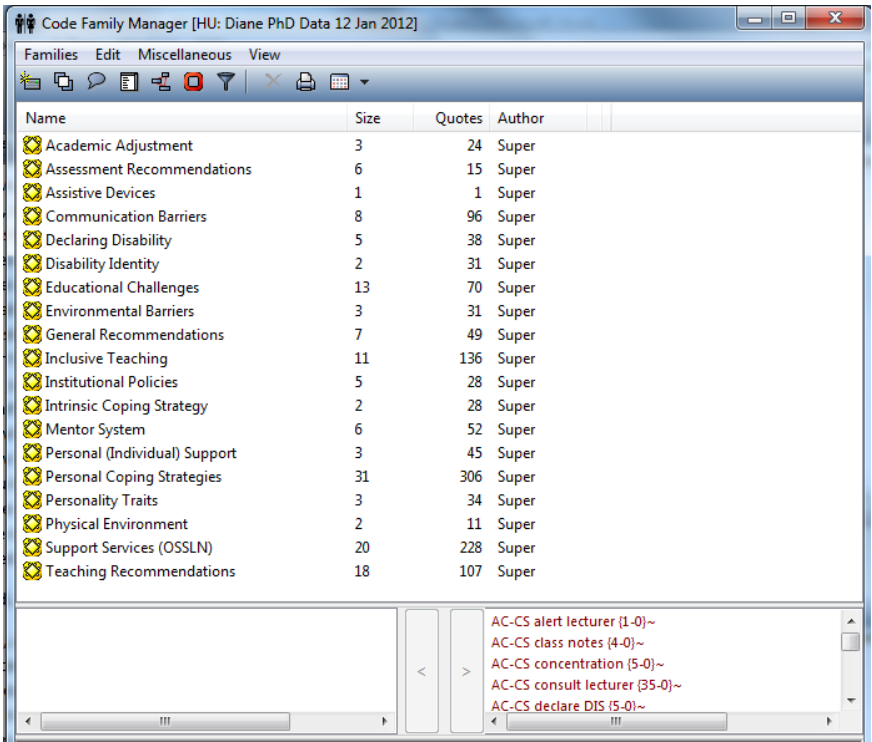 Code Family Manager [HU: Diane PhD Data 12 Jan 2012]
Families Edit Miscellaneous View
Name Size Quotes Author
Academic Adjustment 3 24 Super
Assessment Recommendations 6 15 Super
Assistive Devices 1 1 Super
Communication Barriers 8 96 Super
Declaring Disability 5 38 Super
Disability Identity 2 31 Super
Educational Challenges 13 70 Super
Environmental Barriers 3 31 Super
General Recommendations 7 49 Super
Inclusive Teaching 11 136 Super
Institutional Policies 5 28 Super
Intrinsic Coping Strategy 2 28 Super
Mentor System 6 52 Super
Personal (Individual) Support 3 45 Super
Personal Coping Strategies 31 306 Super
Personality Traits 3 34 Super
Physical Environment 2 11 Super
Support Services (OSSLN) 20 228 Super
Teaching Recommendations 18 107 Super
AC-CS alert lecturer {1-0}~
AC-CS class notes {4-0}~
AC-CS concentration {5-0}~
< > AC-CS consult lecturer {35-0}~
AC-CS declare DIS {5-0}~